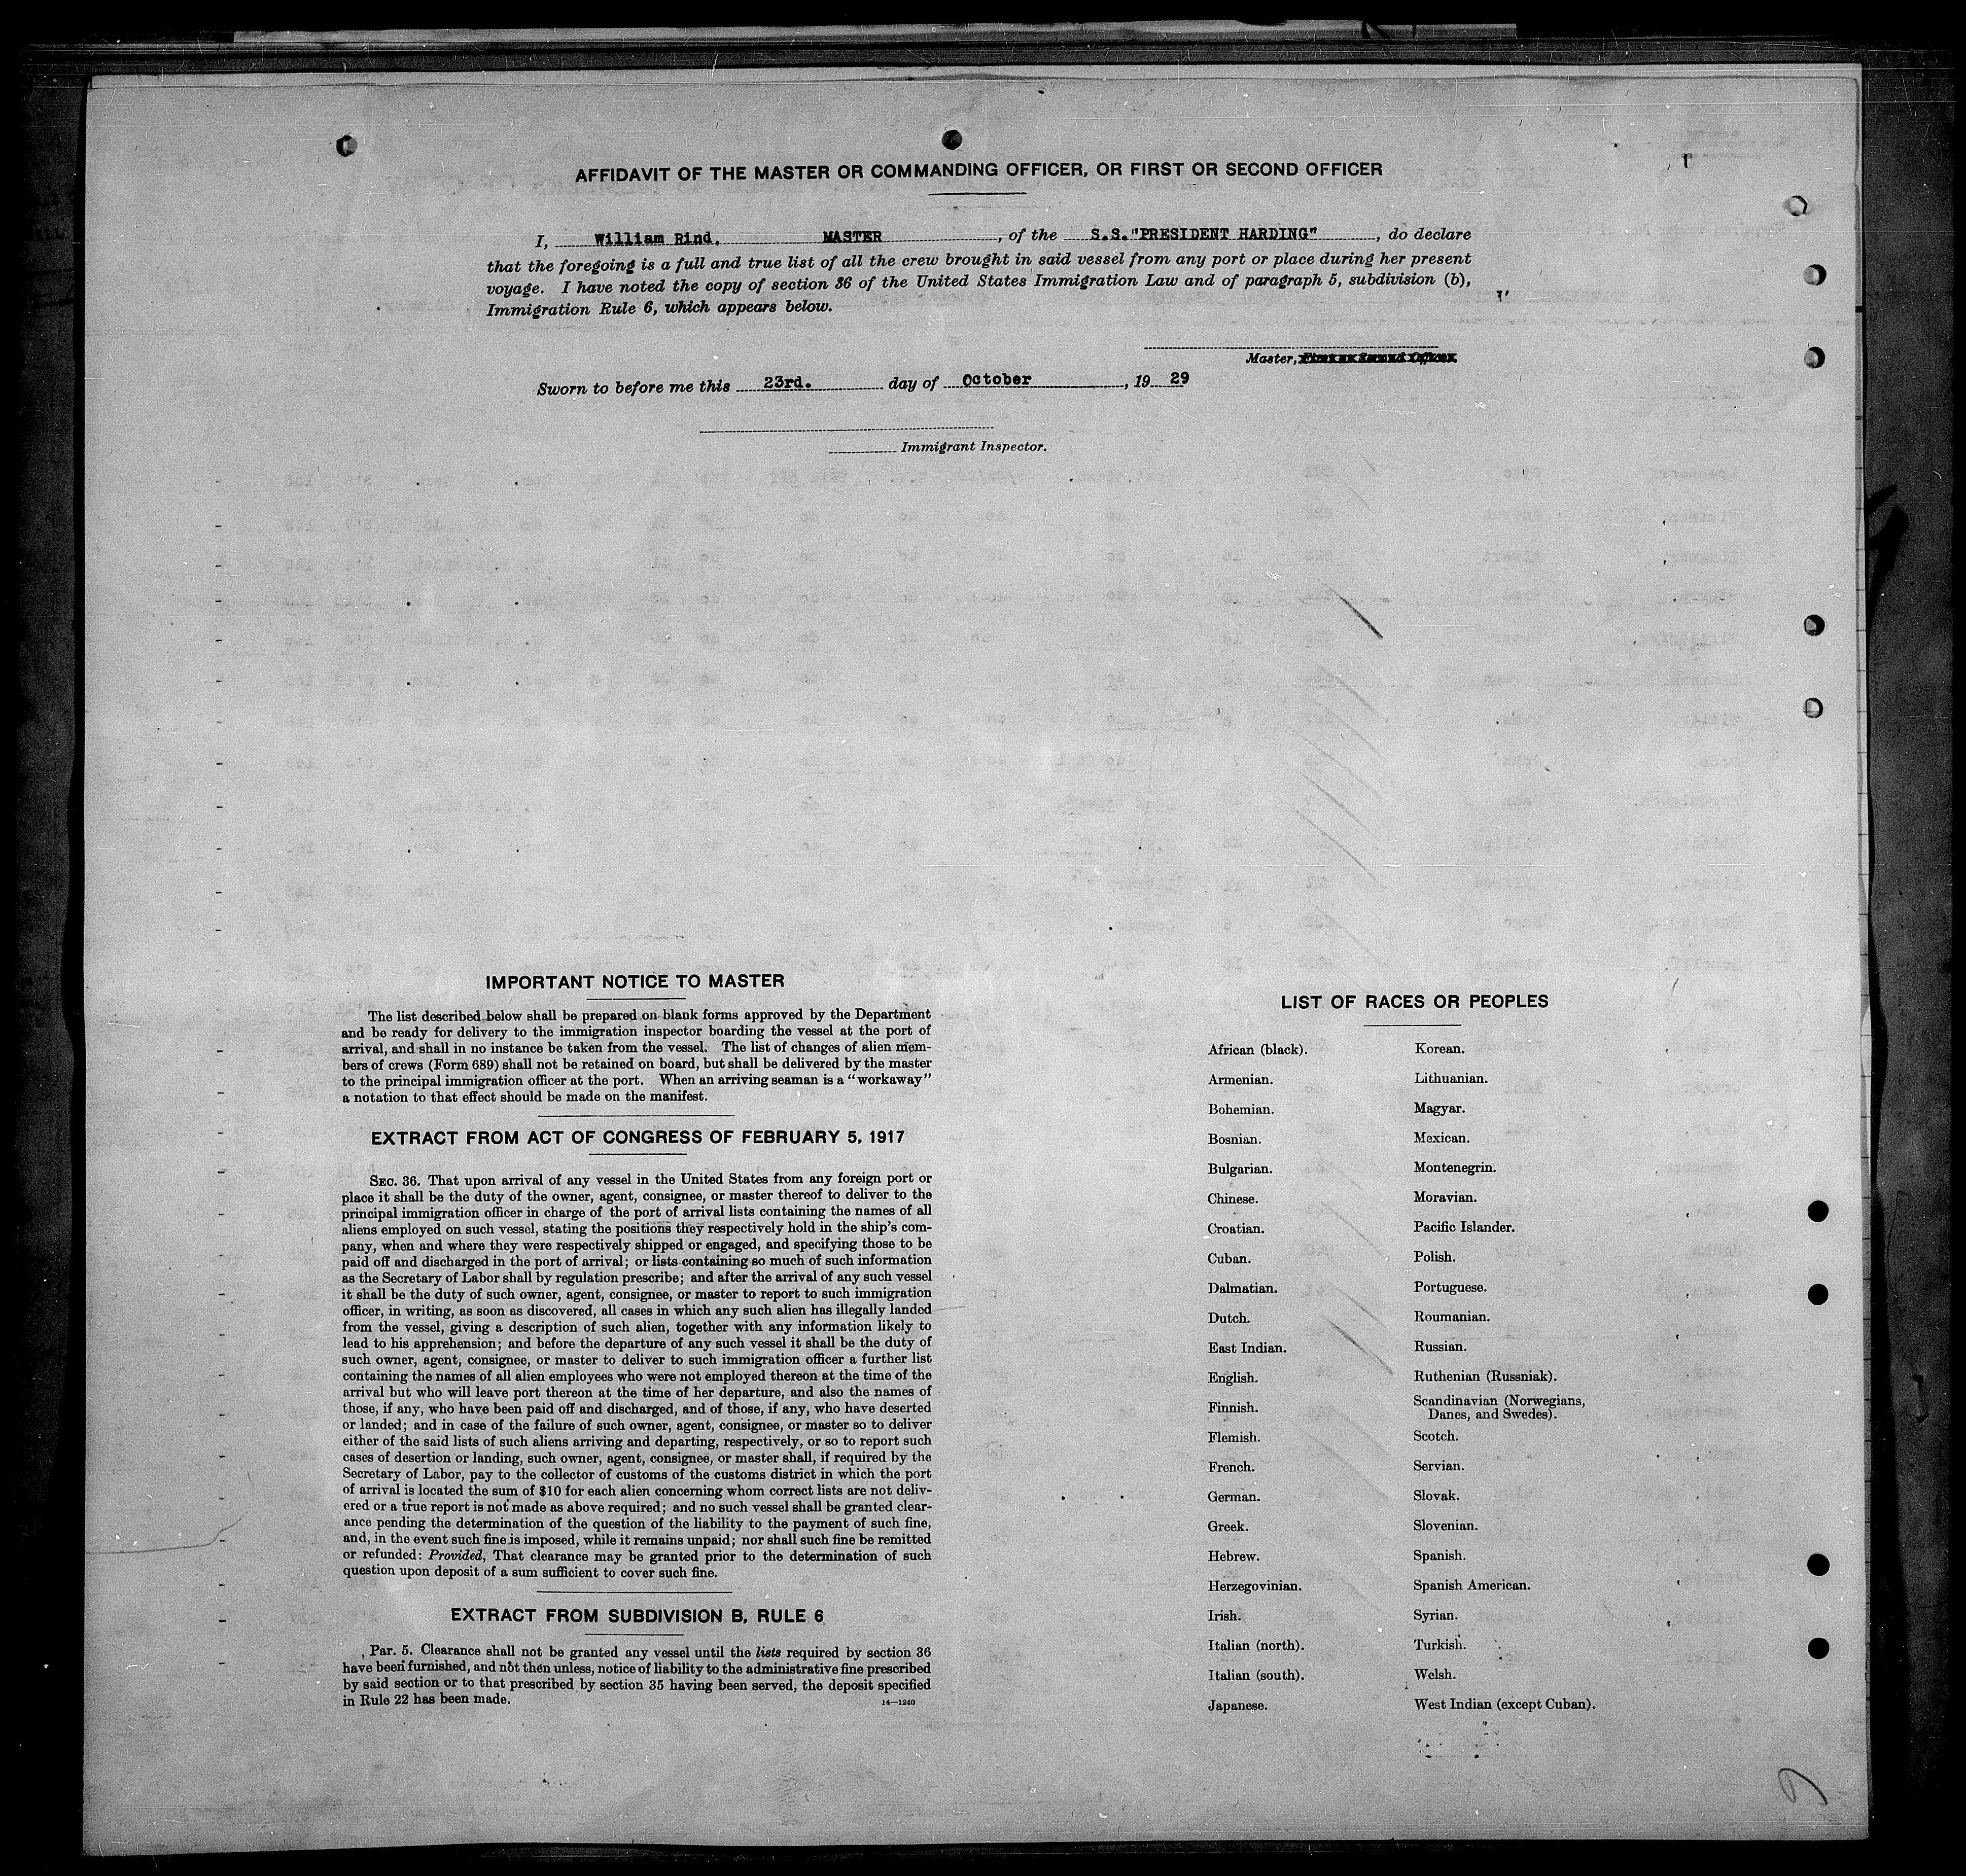 AFFIDAVIT OF THE MASTER OR COMMANDING OFFICER, OR FIRST OR SECOND OFFICER
I, William Rind. MASTER, of the S.S."PRESIDENT HARDING", do declare
that the foregoing is a full and true list of all the crew brought in said vessel from any port or place during her present
voyage. I have noted the copy of section 36 of the United States Immigration Law and of paragraph 5, subdivision (b),
Immigration Rule 6, which appears below.
Master, First or Second Officer.
Sworn to before me this 23rd. day of October, 1929
Immigrant Inspector.
IMPORTANT NOTICE TO MASTER
The list described below shall be prepared on blank forms approved by the Department
and be ready for delivery to the immigration inspector boarding the vessel at the port of
arrival, and shall in no instance be taken from the vessel. The list of changes of alien mem-
bers of crews (Form 689) shall not be retained on board, but shall be delivered by the master
to the principal immigration officer at the port. When an arriving seaman is a "workaway"
a notation to that effect should be made on the manifest.
EXTRACT FROM ACT OF CONGRESS OF FEBRUARY 5, 1917
SEC. 36. That upon arrival of any vessel in the United States from any foreign port or
place it shall be the duty of the owner, agent, consignee, or master thereof to deliver to the
principal immigration officer in charge of the port of arrival lists containing the names of all
aliens employed on such vessel, stating the positions they respectively hold in the ship's com-
pany, when and where they were respectively shipped or engaged, and specifying those to be
paid off and discharged in the port of arrival; or lists containing so much of such information
as the Secretary of Labor shall by regulation prescribe; and after the arrival of any such vessel
it shall be the duty of such owner, agent, consignee, or master to report to such immigration
officer, in writing, as soon as discovered, all cases in which any such alien has illegally landed
from the vessel, giving a description of such alien, together with any information likely to
lead to his apprehension; and before the departure of any such vessel it shall be the duty of
such owner, agent, consignee, or master to deliver to such immigration officer a further list
containing the names of all alien employees who were not employed thereon at the time of the
arrival but who will leave port thereon at the time of her departure, and also the names of
those, if any, who have been paid off and discharged, and of those, if any, who have deserted
or landed; and in case of the failure of such owner, agent, consignee, or master so to deliver
either of the said lists of such aliens arriving and departing, respectively, or so to report such
cases of desertion or landing, such owner, agent, consignee, or master shall, if required by the
Secretary of Labor, pay to the collector of customs of the customs district in which the port
of arrival is located the sum of $10 for each alien concerning whom correct lists are not deliv-
ered or a true report is not made as above required; and no such vessel shall be granted clear-
ance pending the determination of the question of the liability to the payment of such fine,
and, in the event such fine is imposed, while it remains unpaid; nor shall such fine be remitted
or refunded: Provided, That clearance may be granted prior to the determination of such
question upon deposit of a sum sufficient to cover such fine.
EXTRACT FROM SUBDIVISION B, RULE 6
Par. 5. Clearance shall not be granted any vessel until the lists required by section 36
have been furnished, and not then unless, notice of liability to the administrative fine prescribed
by said section or to that prescribed by section 35 having been served, the deposit specified
in Rule 22 has been made.
14—1240
LIST OF RACES OR PEOPLES
African (black).
Armenian.
Bohemian.
Bosnian.
Bulgarian.
Chinese.
Croatian.
Cuban.
Dalmatian.
Dutch.
East Indian.
English.
Finnish.
Flemish.
French.
German.
Greek.
Hebrew.
Herzegovinian.
Irish.
Italian (north).
Italian (south).
Japanese.
Korean.
Lithuanian.
Magyar.
Mexican.
Montenegrin.
Moravian.
Pacific Islander.
Polish.
Portuguese.
Roumanian.
Russian.
Ruthenian (Russniak).
Scandinavian (Norwegians,
Danes, and Swedes).
Scotch.
Servian.
Slovak.
Slovenian.
Spanish.
Spanish American.
Syrian.
Turkish.
Welsh.
West Indian (except Cuban).